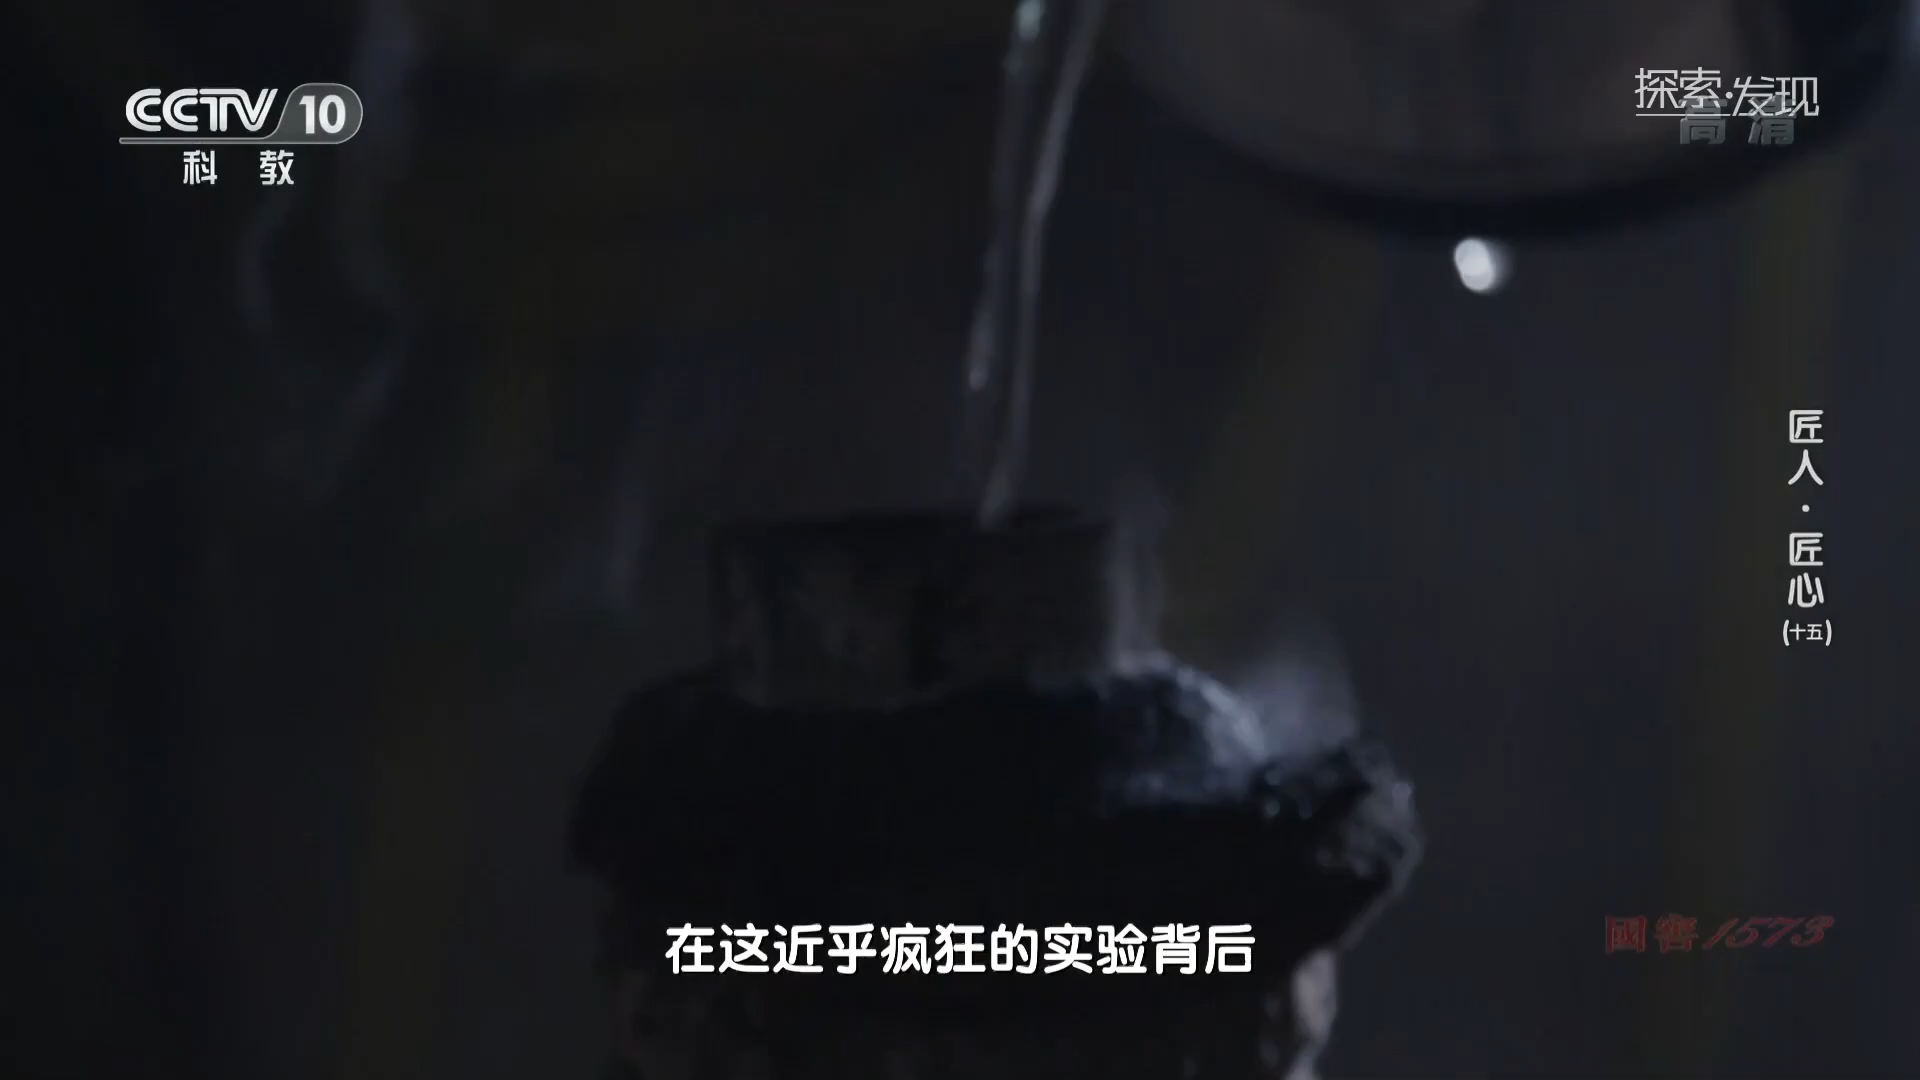 CCTV 10
科 教
探索·发现
高清
匠人·匠心
(十五)
國窖1573
在这近乎疯狂的实验背后